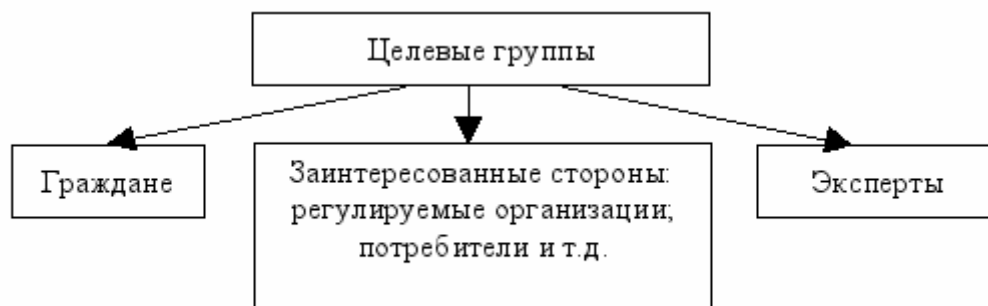 Целевые группы
Граждане
Заинтересованные стороны:
регулируемые организации;
потребители и т.д.
Эксперты